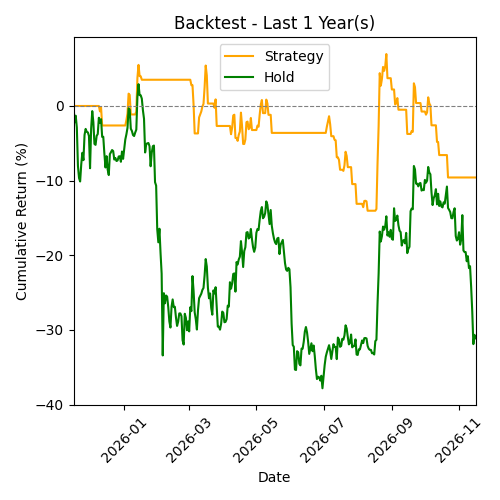 Backtest - Last 1 Year(s)
Strategy
Hold
Cumulative Return (%)
0
−10
−20
−30
−40
2026-01
2026-03
2026-05
2026-07
2026-09
2026-11
Date